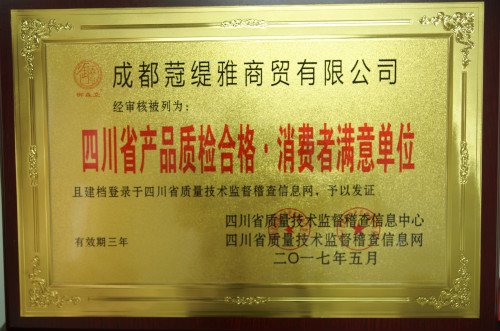 成都蒄缇雅商贸有限公司
经审核被列为：
四川省产品质检合格·消费者满意单位
且建档登录于四川省质量技术监督稽查信息网，予以发证
四川省质量技术监督稽查信息中心
有效期三年 四川省质量技术监督稽查信息网
二〇一七年五月